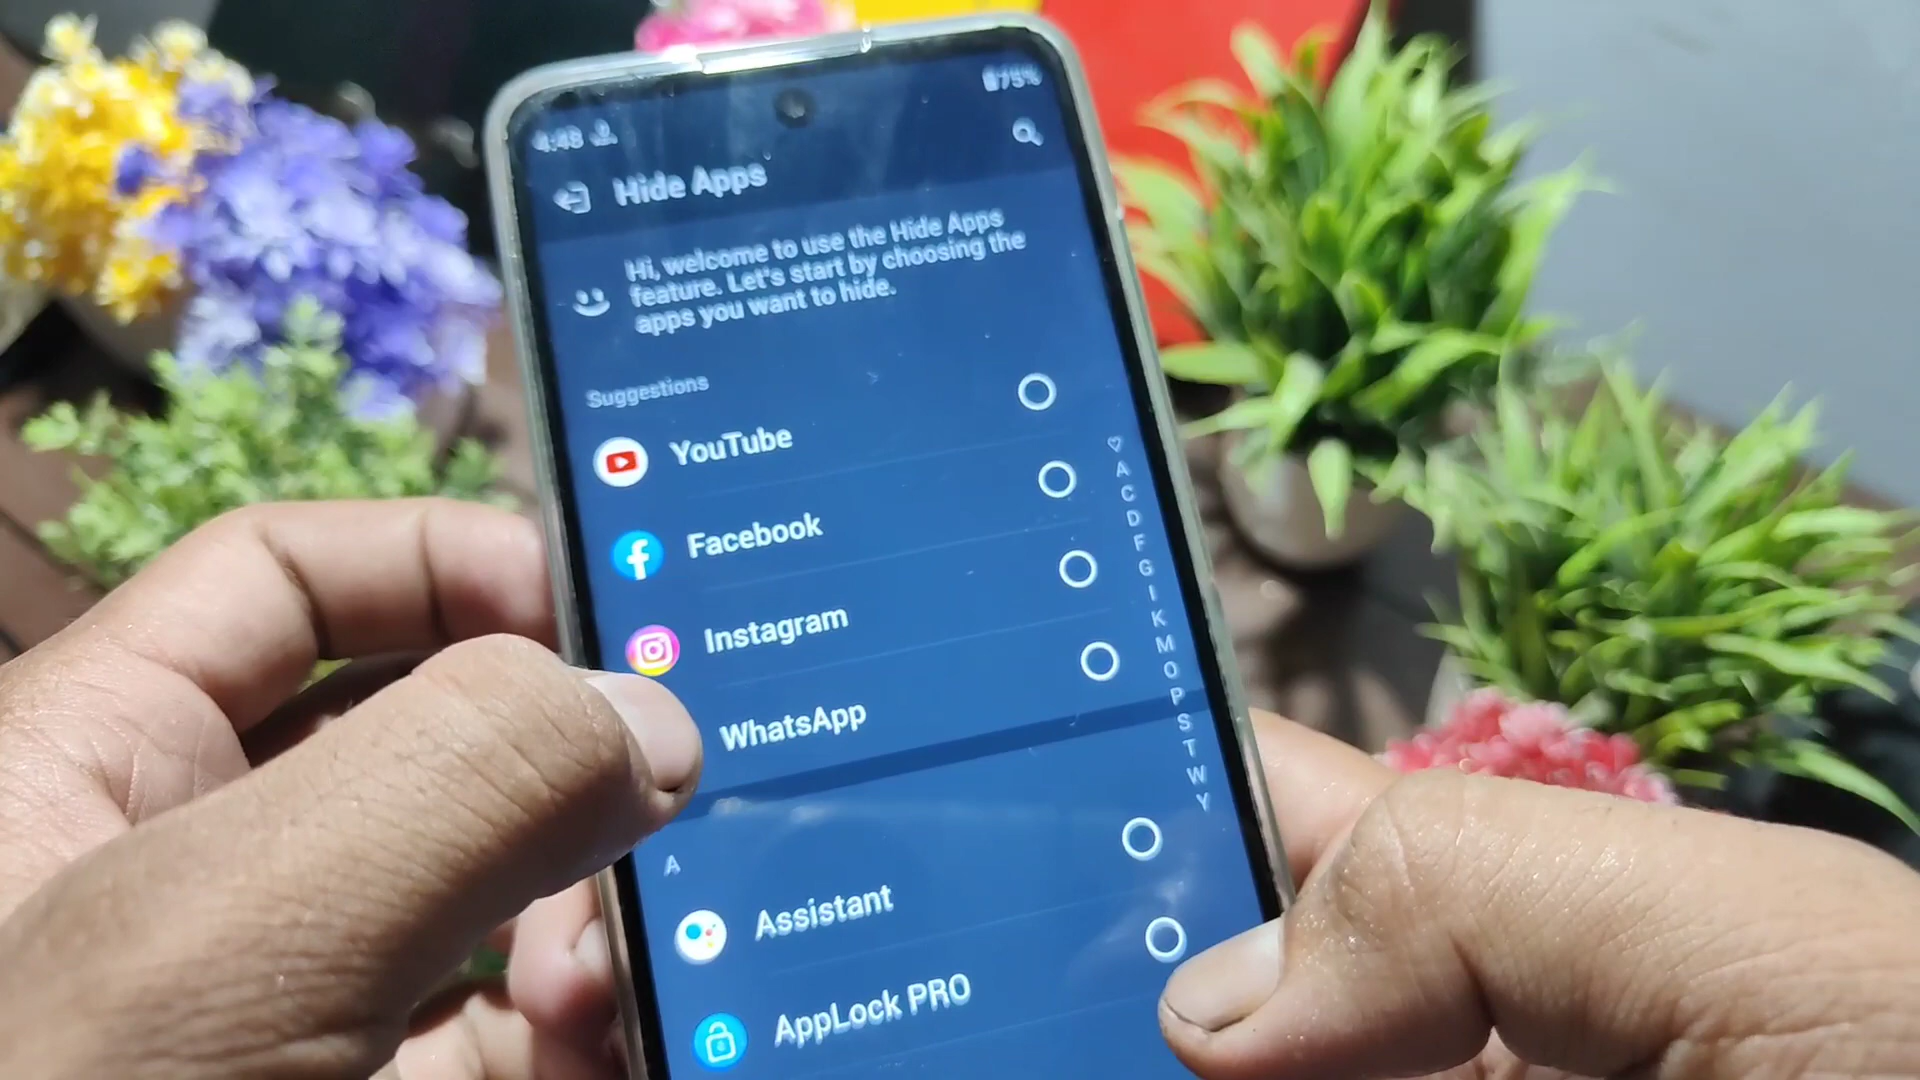 4:48 75%
Hide Apps
Hi, welcome to use the Hide Apps
feature. Let's start by choosing the
apps you want to hide.
Suggestions
YouTube
Facebook
Instagram
WhatsApp
A
Assistant
AppLock PRO
A
C
D
F
G
I
K
M
O
P
S
T
W
Y